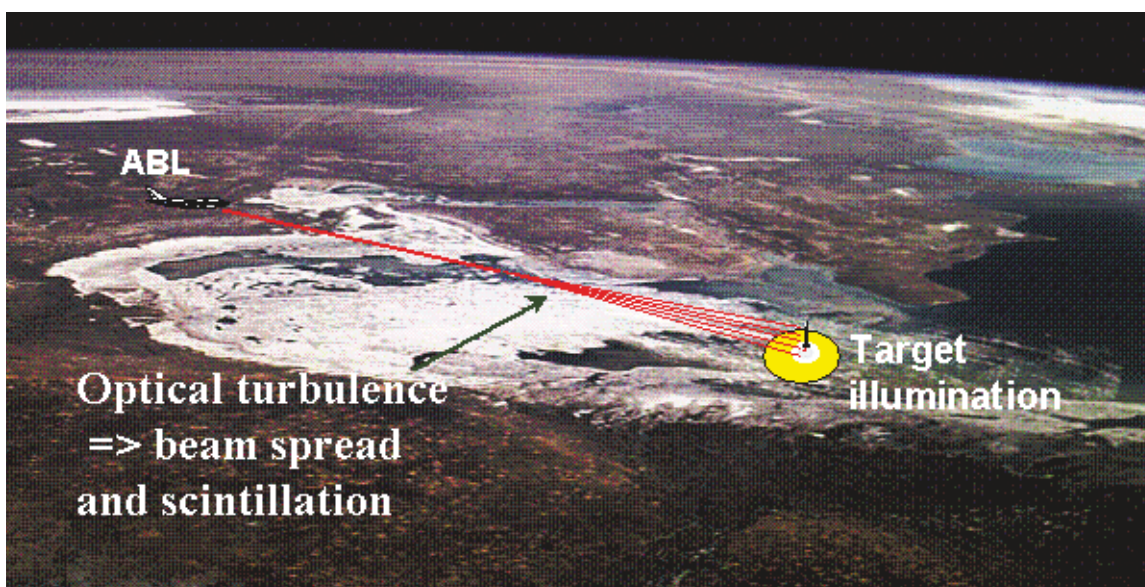 ABL
Target
illumination
Optical turbulence
=> beam spread
and scintillation